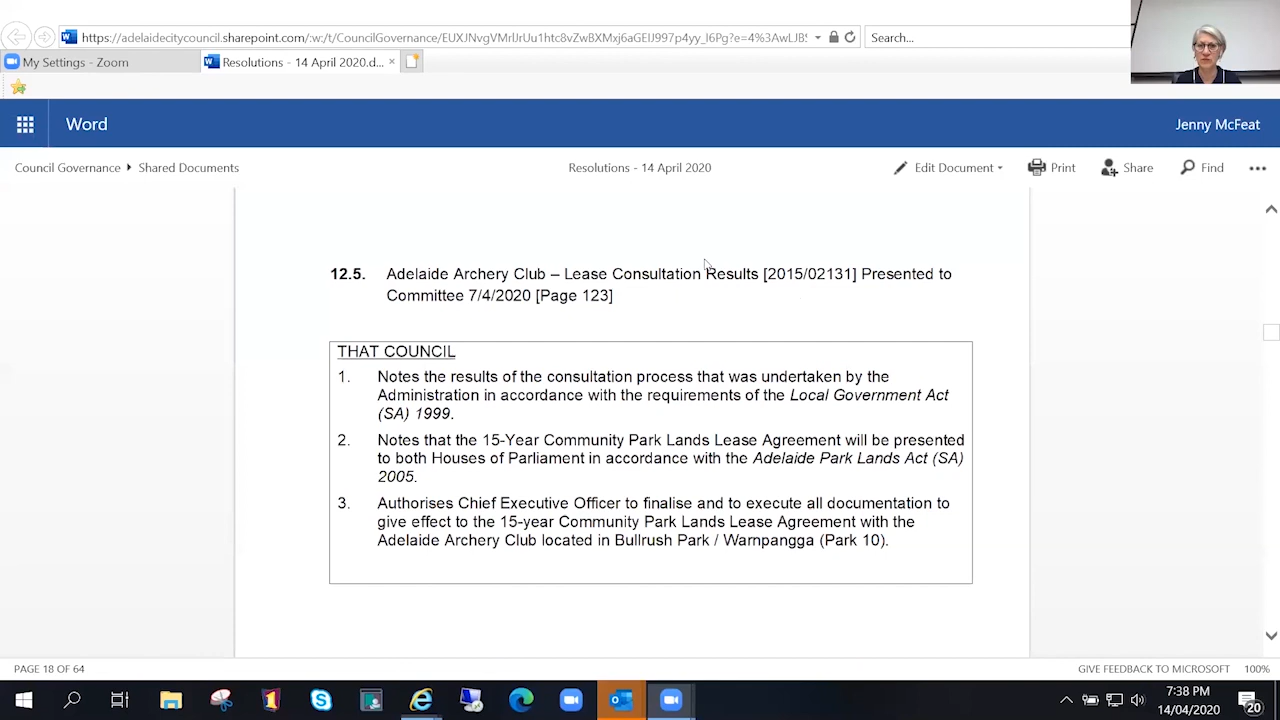 https://adelaidecitycouncil.sharepoint.com/:w:/t/CouncilGovernance/
Search...
My Settings - Zoom
Resolutions - 14 April 2020.d...
Word
Jenny McFeat
Council Governance
Shared Documents
Resolutions - 14 April 2020
Edit Document
Print
Share
Find
12.5. Adelaide Archery Club – Lease Consultation Results [2015/02131] Presented to
Committee 7/4/2020 [Page 123]
THAT COUNCIL
1. Notes the results of the consultation process that was undertaken by the
Administration in accordance with the requirements of the Local Government Act
(SA) 1999.
2. Notes that the 15-Year Community Park Lands Lease Agreement will be presented
to both Houses of Parliament in accordance with the Adelaide Park Lands Act (SA)
2005.
3. Authorises Chief Executive Officer to finalise and to execute all documentation to
give effect to the 15-year Community Park Lands Lease Agreement with the
Adelaide Archery Club located in Bullrush Park / Warnpangga (Park 10).
PAGE 18 OF 64
GIVE FEEDBACK TO MICROSOFT
100%
7:38 PM
14/04/2020
20